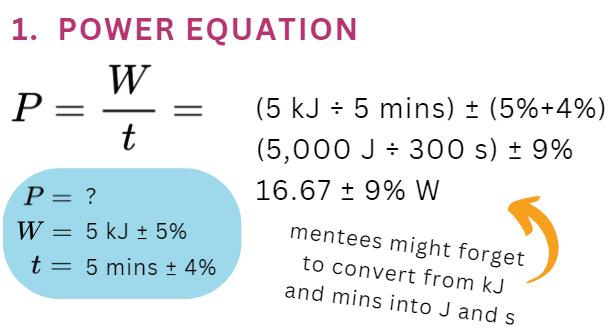 1. POWER EQUATION
P = W/t =
(5 kJ ÷ 5 mins) ± (5%+4%)
(5,000 J ÷ 300 s) ± 9%
16.67 ± 9% W
P = ?
W = 5 kJ ± 5%
t = 5 mins ± 4%
mentees might forget
to convert from kJ
and mins into J and s